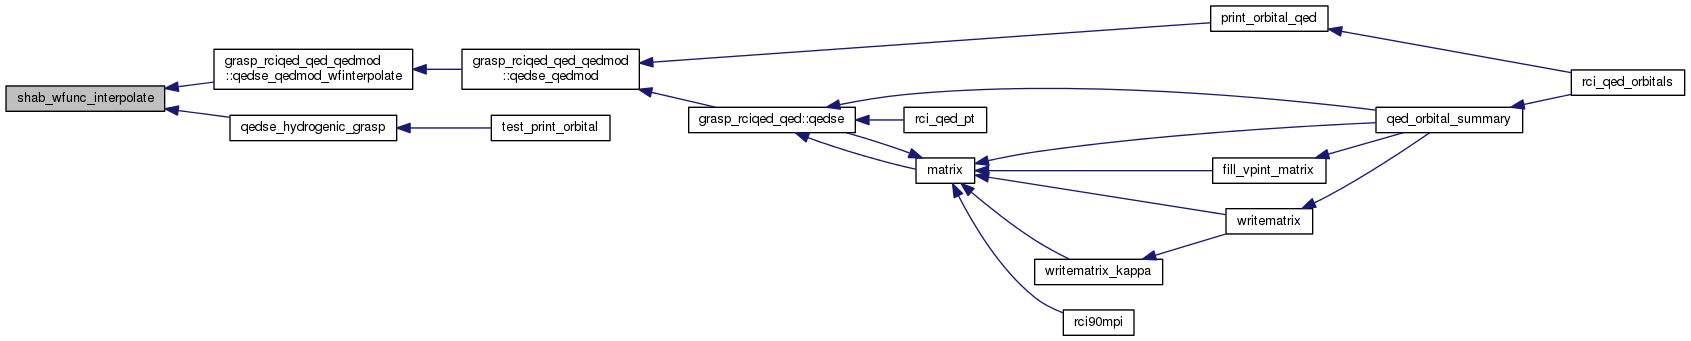 shab_wfunc_interpolate
grasp_rciqed_qed_qedmod
::qedse_qedmod_wfinterpolate
qedse_hydrogenic_grasp
grasp_rciqed_qed_qedmod
::qedse_qedmod
test_print_orbital
grasp_rciqed_qed::qedse
rci_qed_pt
matrix
print_orbital_qed
fill_vpint_matrix
writematrix
writematrix_kappa
rci90mpi
qed_orbital_summary
rci_qed_orbitals